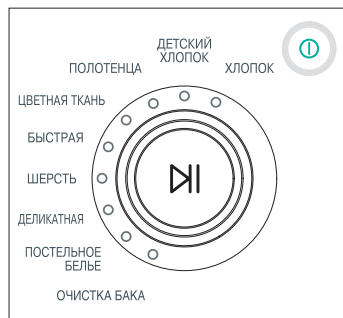 ДЕТСКИЙ
ХЛОПОК
ПОЛОТЕНЦА
ХЛОПОК
ЦВЕТНАЯ ТКАНЬ
БЫСТРАЯ
ШЕРСТЬ
ДЕЛИКАТНАЯ
ПОСТЕЛЬНОЕ
БЕЛЬЕ
ОЧИСТКА БАКА